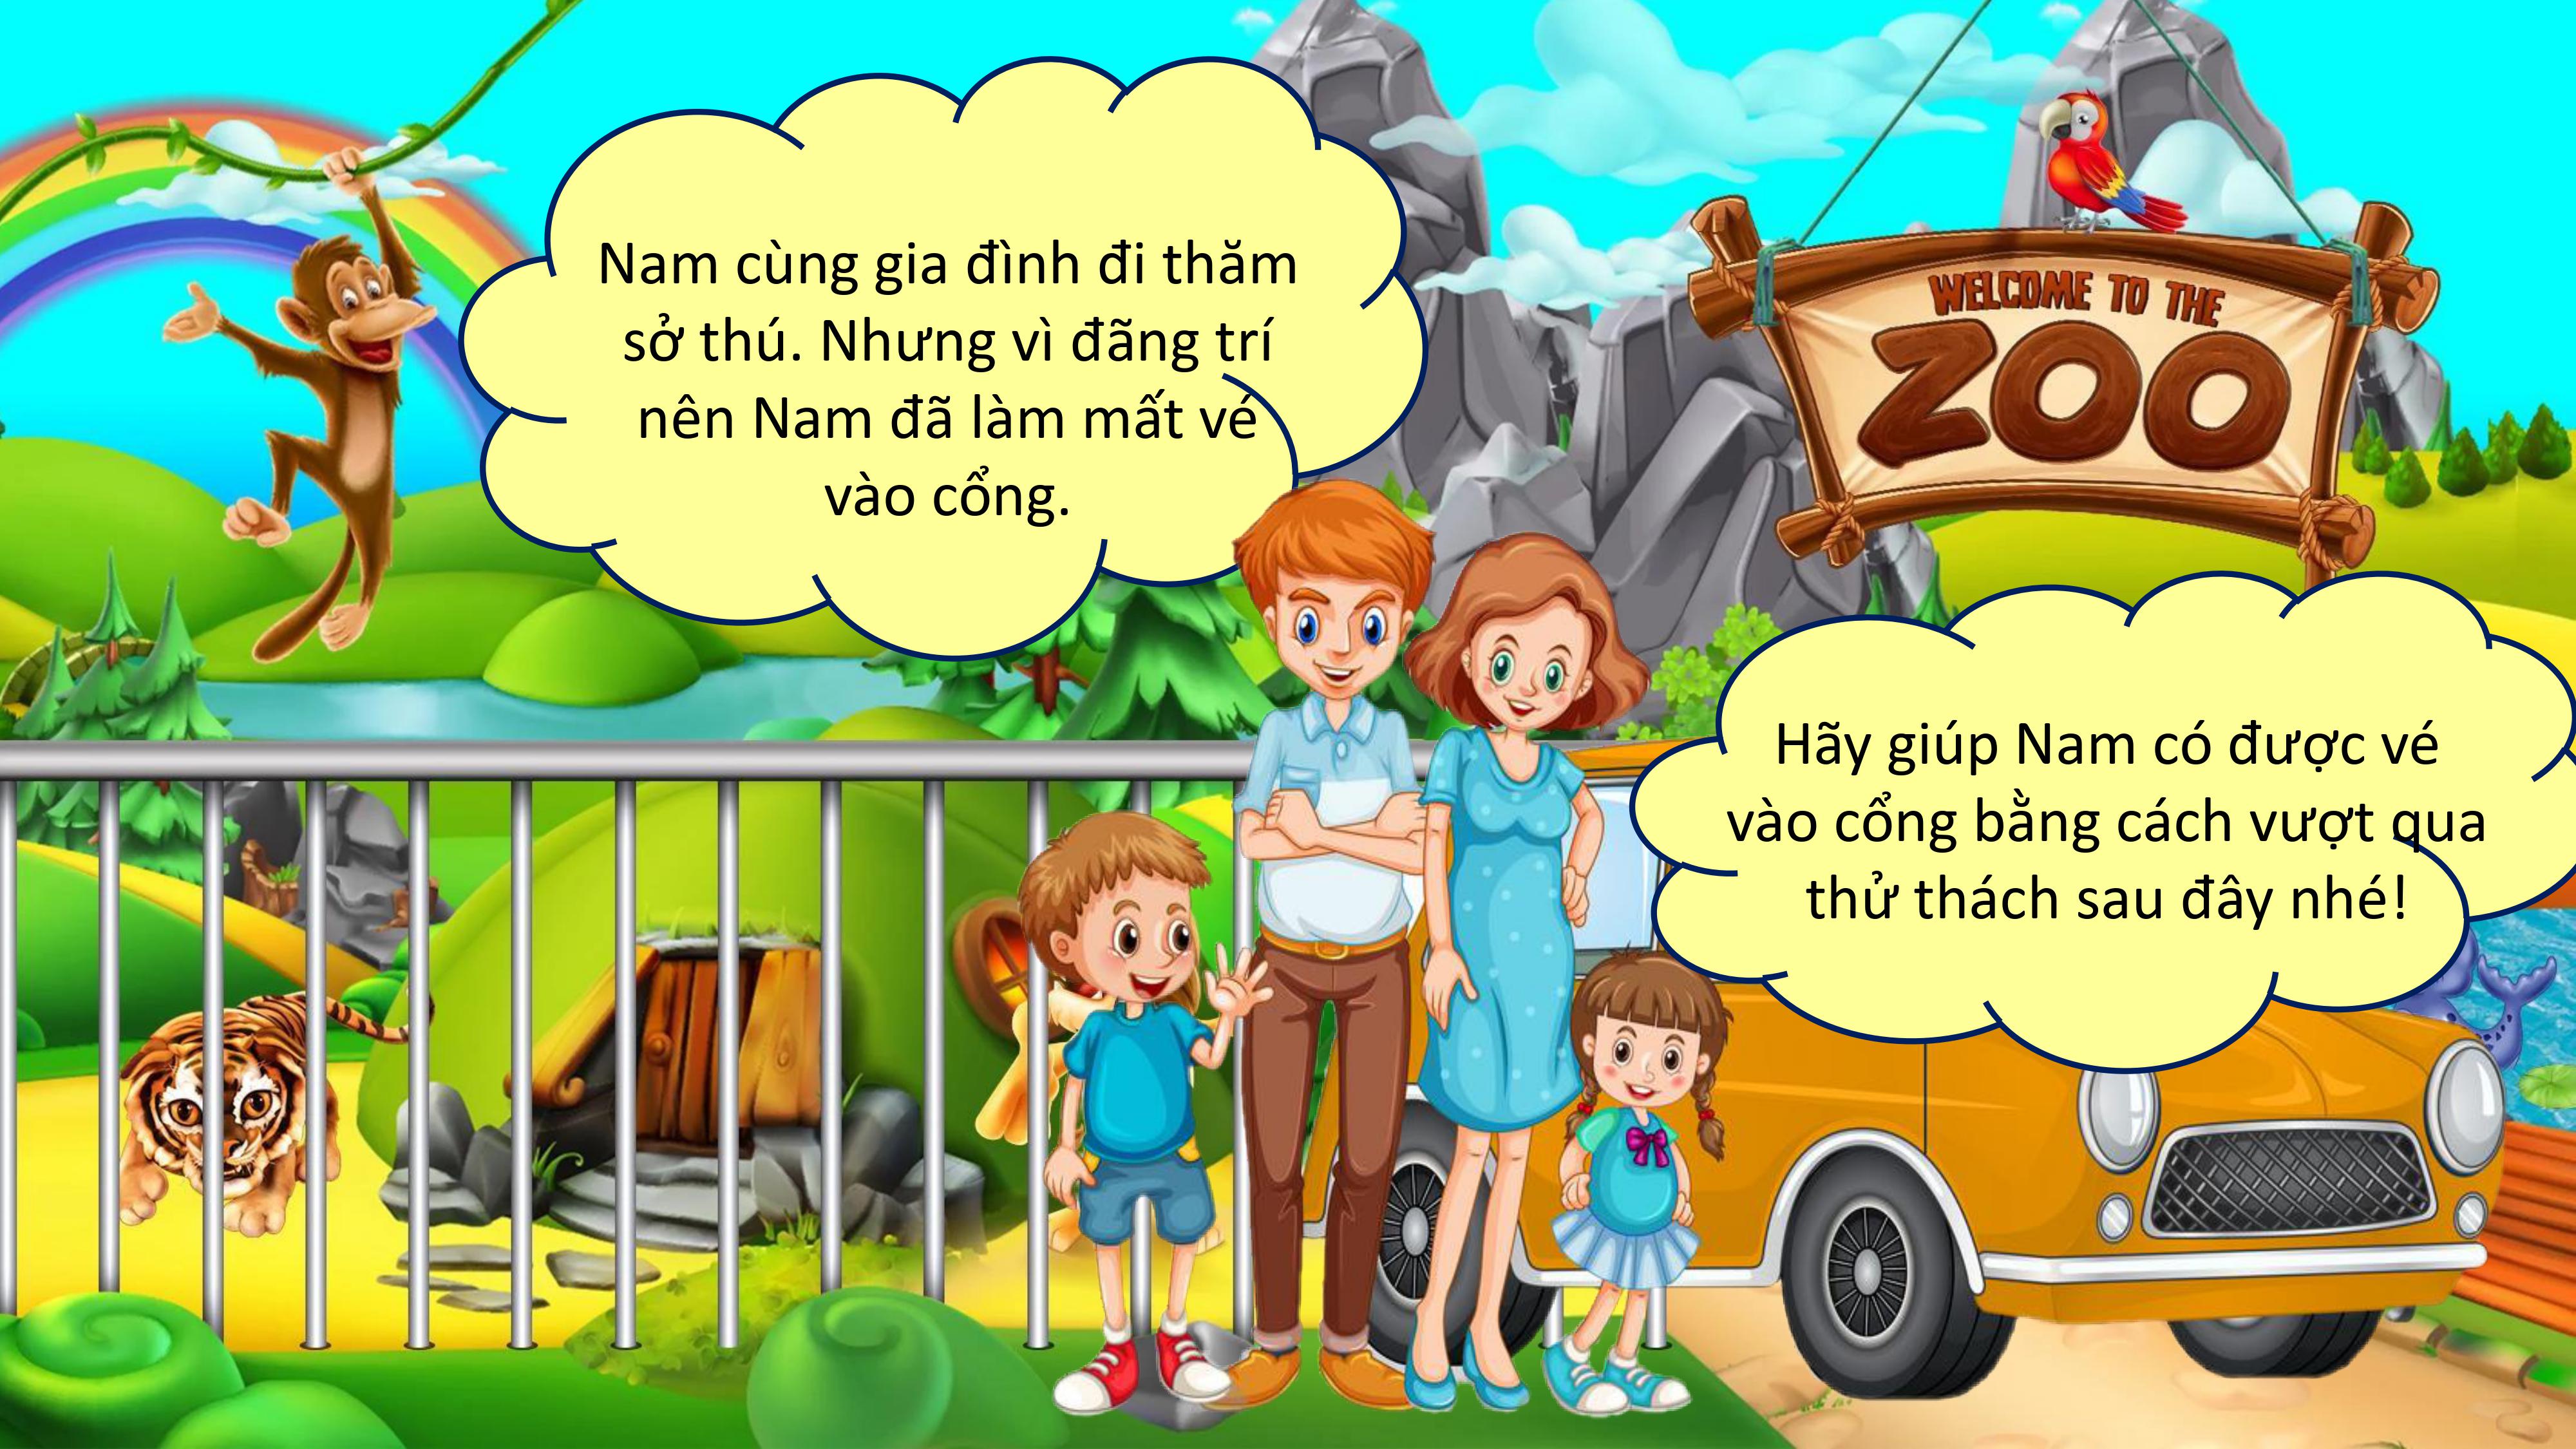 Nam cùng gia đình đi thăm
sở thú. Nhưng vì đãng trí
nên Nam đã làm mất vé
vào cổng.
WELCOME TO THE
ZOO
Hãy giúp Nam có được vé
vào cổng bằng cách vượt qua
thử thách sau đây nhé!